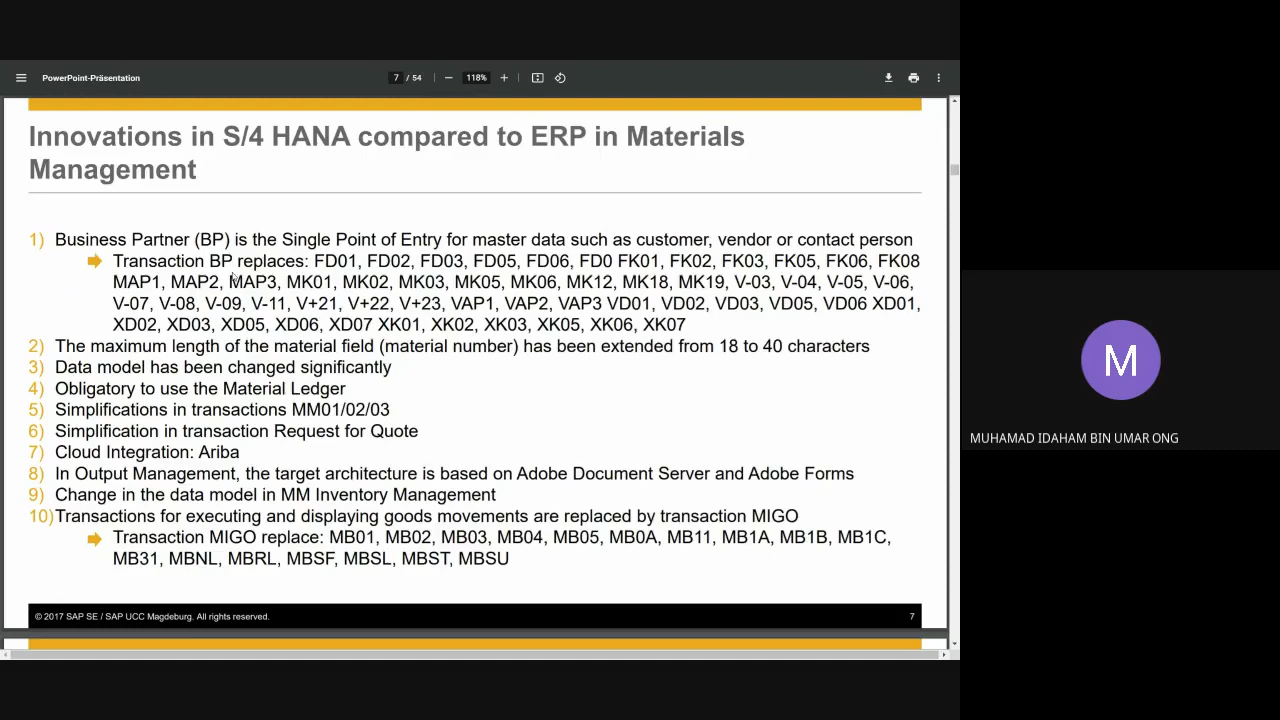 PowerPoint-Präsentation
7 / 54
118%
Innovations in S/4 HANA compared to ERP in Materials
Management
1) Business Partner (BP) is the Single Point of Entry for master data such as customer, vendor or contact person
Transaction BP replaces: FD01, FD02, FD03, FD05, FD06, FD0 FK01, FK02, FK03, FK05, FK06, FK08
MAP1, MAP2, MAP3, MK01, MK02, MK03, MK05, MK06, MK12, MK18, MK19, V-03, V-04, V-05, V-06,
V-07, V-08, V-09, V-11, V+21, V+22, V+23, VAP1, VAP2, VAP3 VD01, VD02, VD03, VD05, VD06 XD01,
XD02, XD03, XD05, XD06, XD07 XK01, XK02, XK03, XK05, XK06, XK07
2) The maximum length of the material field (material number) has been extended from 18 to 40 characters
3) Data model has been changed significantly
4) Obligatory to use the Material Ledger
5) Simplifications in transactions MM01/02/03
6) Simplification in transaction Request for Quote
7) Cloud Integration: Ariba
8) In Output Management, the target architecture is based on Adobe Document Server and Adobe Forms
9) Change in the data model in MM Inventory Management
10) Transactions for executing and displaying goods movements are replaced by transaction MIGO
Transaction MIGO replace: MB01, MB02, MB03, MB04, MB05, MB0A, MB11, MB1A, MB1B, MB1C,
MB31, MBNL, MBRL, MBSF, MBSL, MBST, MBSU
© 2017 SAP SE / SAP UCC Magdeburg. All rights reserved.
7
M
MUHAMAD IDAHAM BIN UMAR ONG